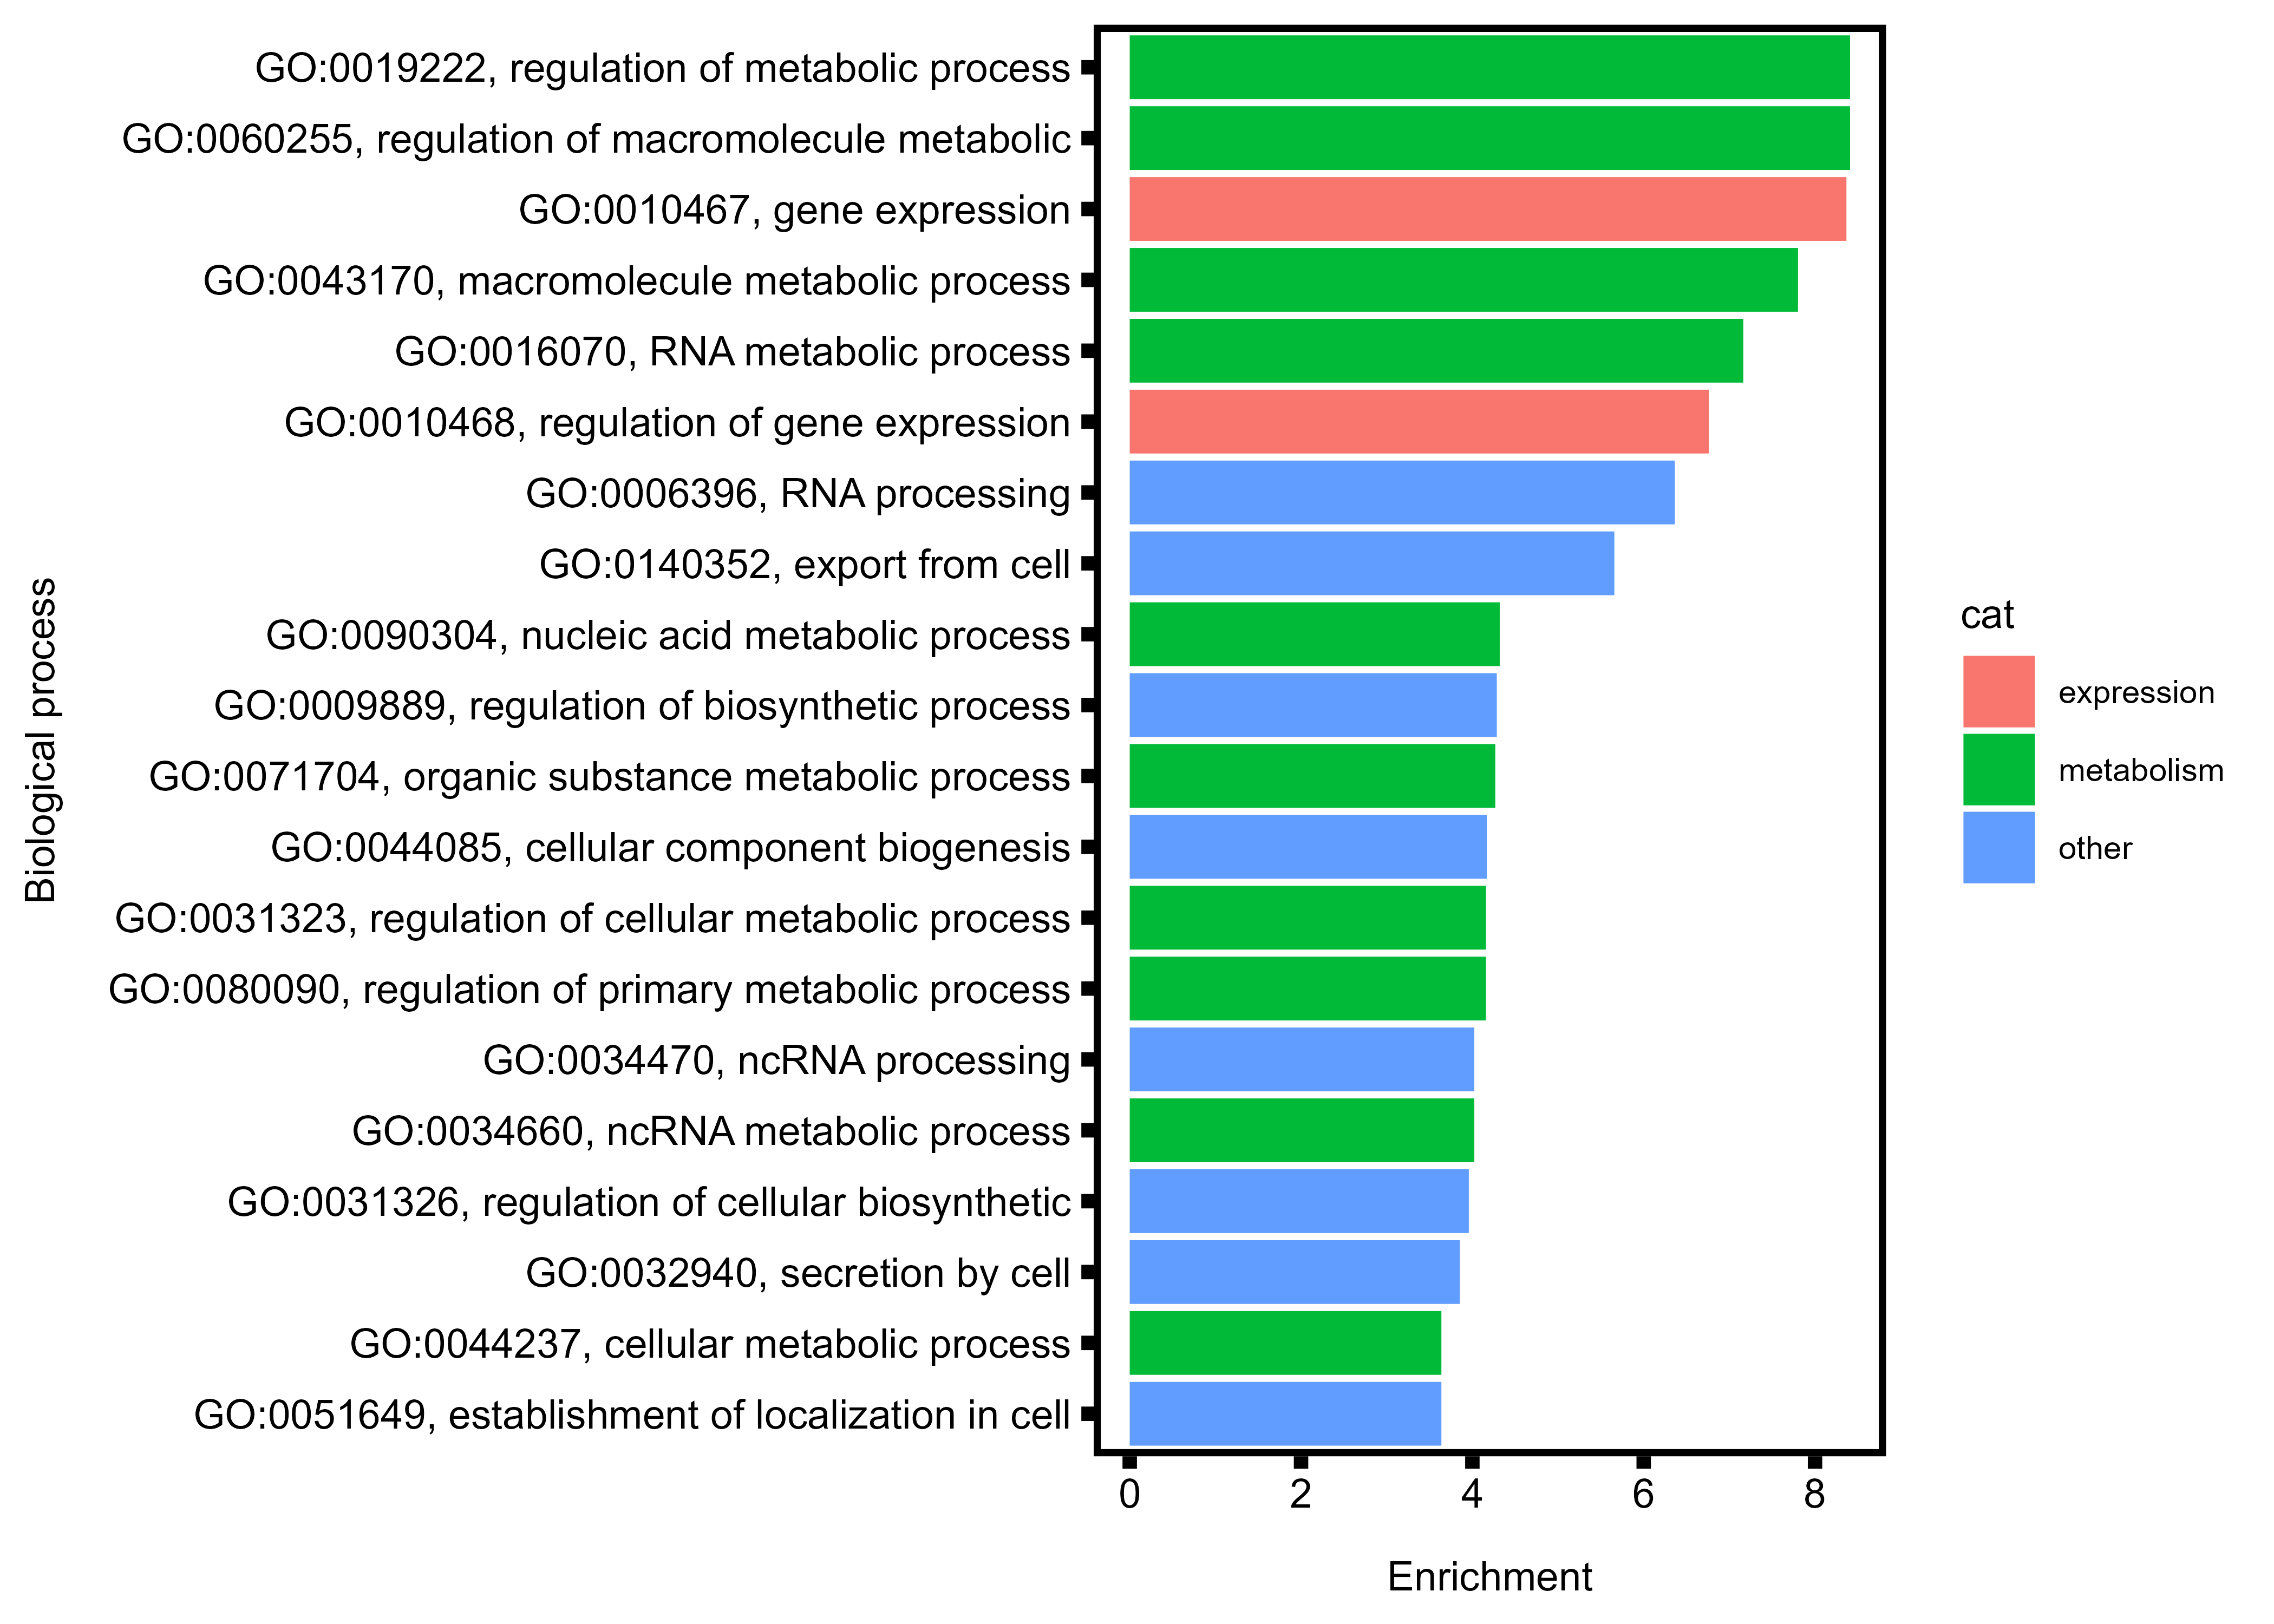 GO:0019222, regulation of metabolic process
GO:0060255, regulation of macromolecule metabolic
GO:0010467, gene expression
GO:0043170, macromolecule metabolic process
GO:0016070, RNA metabolic process
GO:0010468, regulation of gene expression
GO:0006396, RNA processing
GO:0140352, export from cell
GO:0090304, nucleic acid metabolic process
GO:0009889, regulation of biosynthetic process
GO:0071704, organic substance metabolic process
GO:0044085, cellular component biogenesis
GO:0031323, regulation of cellular metabolic process
GO:0080090, regulation of primary metabolic process
GO:0034470, ncRNA processing
GO:0034660, ncRNA metabolic process
GO:0031326, regulation of cellular biosynthetic
GO:0032940, secretion by cell
GO:0044237, cellular metabolic process
GO:0051649, establishment of localization in cell
Biological process
0 2 4 6 8
Enrichment
cat
expression
metabolism
other